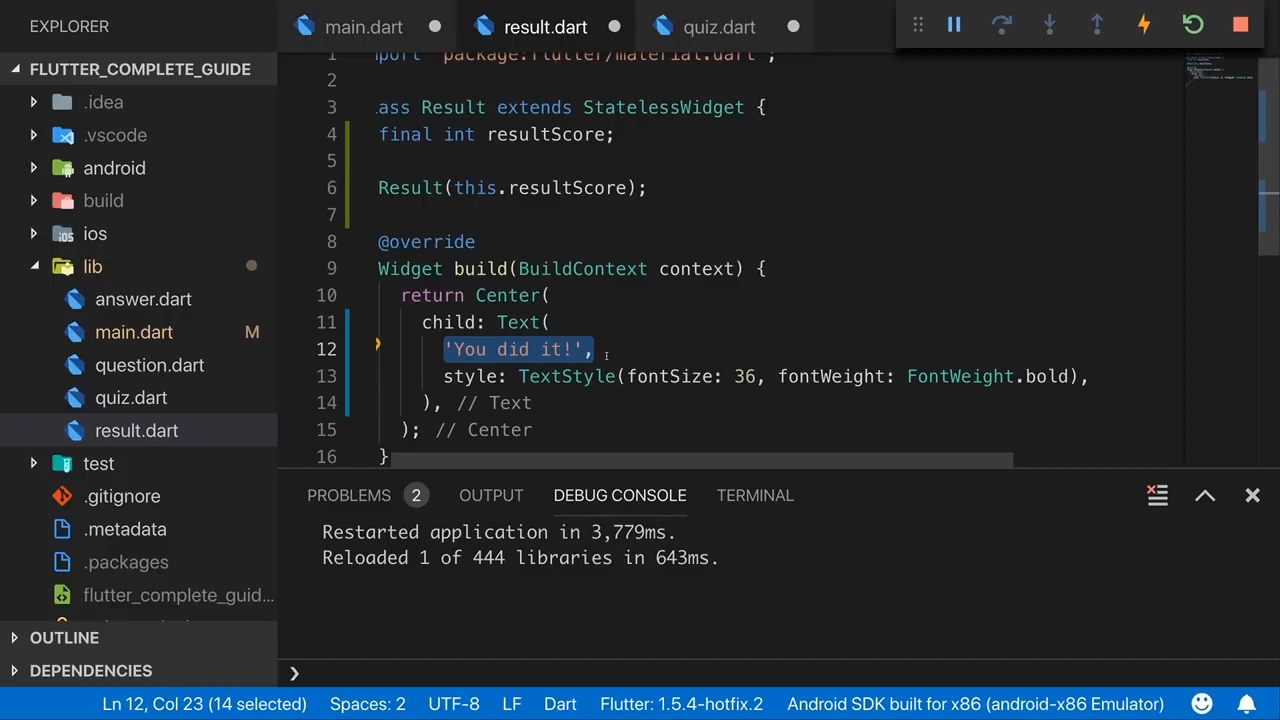 EXPLORER
main.dart
result.dart
quiz.dart
FLUTTER_COMPLETE_GUIDE
.idea
.vscode
android
build
ios
lib
answer.dart
main.dart M
question.dart
quiz.dart
result.dart
test
.gitignore
.metadata
.packages
flutter_complete_guid...
OUTLINE
DEPENDENCIES
1 port 'package:flutter/material.dart';
2
3 ass Result extends StatelessWidget {
4 final int resultScore;
5
6 Result(this.resultScore);
7
8 @override
9 Widget build(BuildContext context) {
10 return Center(
11 child: Text(
12 'You did it!',
13 style: TextStyle(fontSize: 36, fontWeight: FontWeight.bold),
14 ), // Text
15 ); // Center
16 }
PROBLEMS 2 OUTPUT DEBUG CONSOLE TERMINAL
Restarted application in 3,779ms.
Reloaded 1 of 444 libraries in 643ms.
Ln 12, Col 23 (14 selected) Spaces: 2 UTF-8 LF Dart Flutter: 1.5.4-hotfix.2 Android SDK built for x86 (android-x86 Emulator)